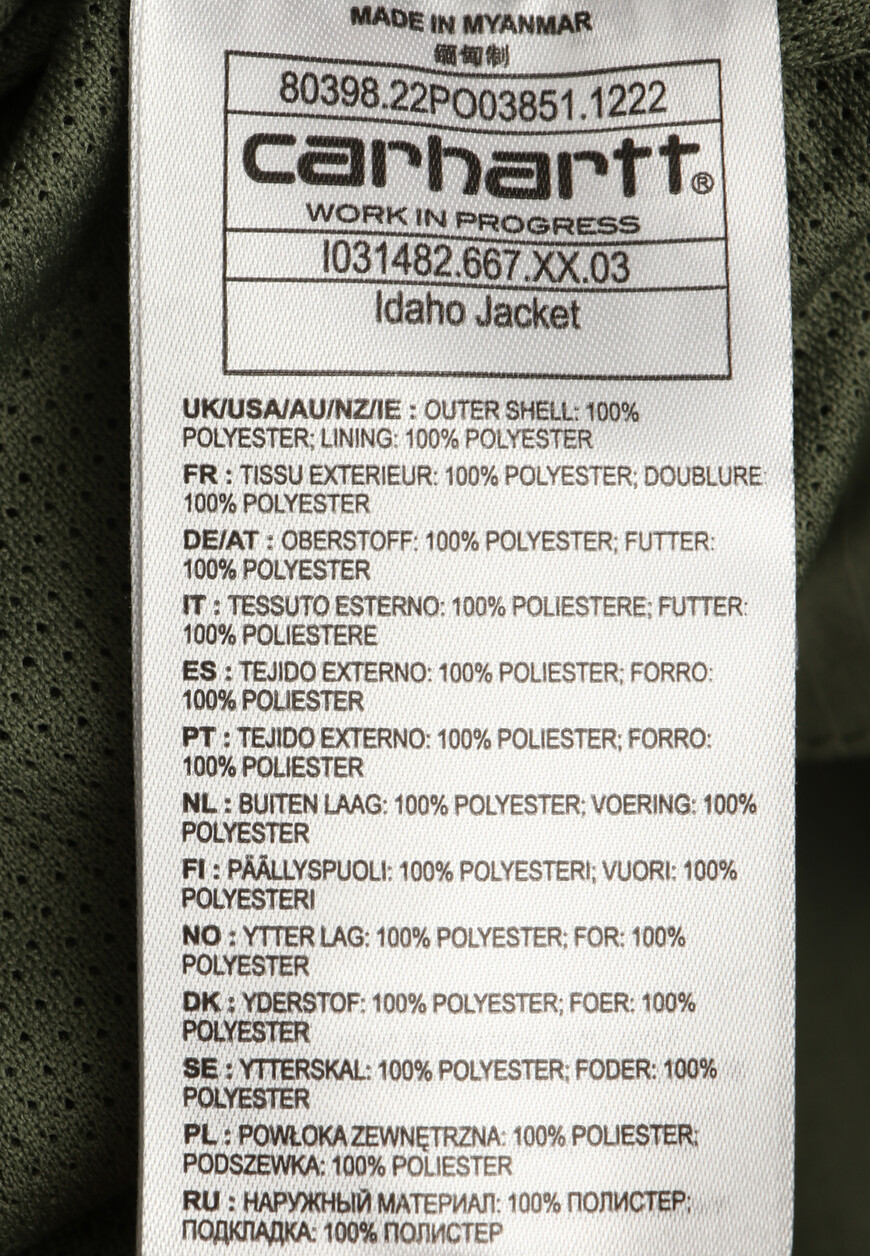 MADE IN MYANMAR
缅甸制
80398.22PO03851.1222
carhartt®
WORK IN PROGRESS
I031482.667.XX.03
Idaho Jacket
UK/USA/AU/NZ/IE : OUTER SHELL: 100%
POLYESTER; LINING: 100% POLYESTER
FR : TISSU EXTERIEUR: 100% POLYESTER; DOUBLURE:
100% POLYESTER
DE/AT : OBERSTOFF: 100% POLYESTER; FUTTER:
100% POLYESTER
IT : TESSUTO ESTERNO: 100% POLIESTERE; FUTTER:
100% POLIESTERE
ES : TEJIDO EXTERNO: 100% POLIESTER; FORRO:
100% POLIESTER
PT : TEJIDO EXTERNO: 100% POLIESTER; FORRO:
100% POLIESTER
NL : BUITEN LAAG: 100% POLYESTER; VOERING: 100%
POLYESTER
FI : PÄÄLLYSPUOLI: 100% POLYESTERI; VUORI: 100%
POLYESTERI
NO : YTTER LAG: 100% POLYESTER; FOR: 100%
POLYESTER
DK : YDERSTOF: 100% POLYESTER; FOER: 100%
POLYESTER
SE : YTTERSKAL: 100% POLYESTER; FODER: 100%
POLYESTER
PL : POWŁOKA ZEWNĘTRZNA: 100% POLIESTER;
PODSZEWKA: 100% POLIESTER
RU : НАРУЖНЫЙ МАТЕРИАЛ: 100% ПОЛИСТЕР;
ПОДКЛАДКА: 100% ПОЛИСТЕР